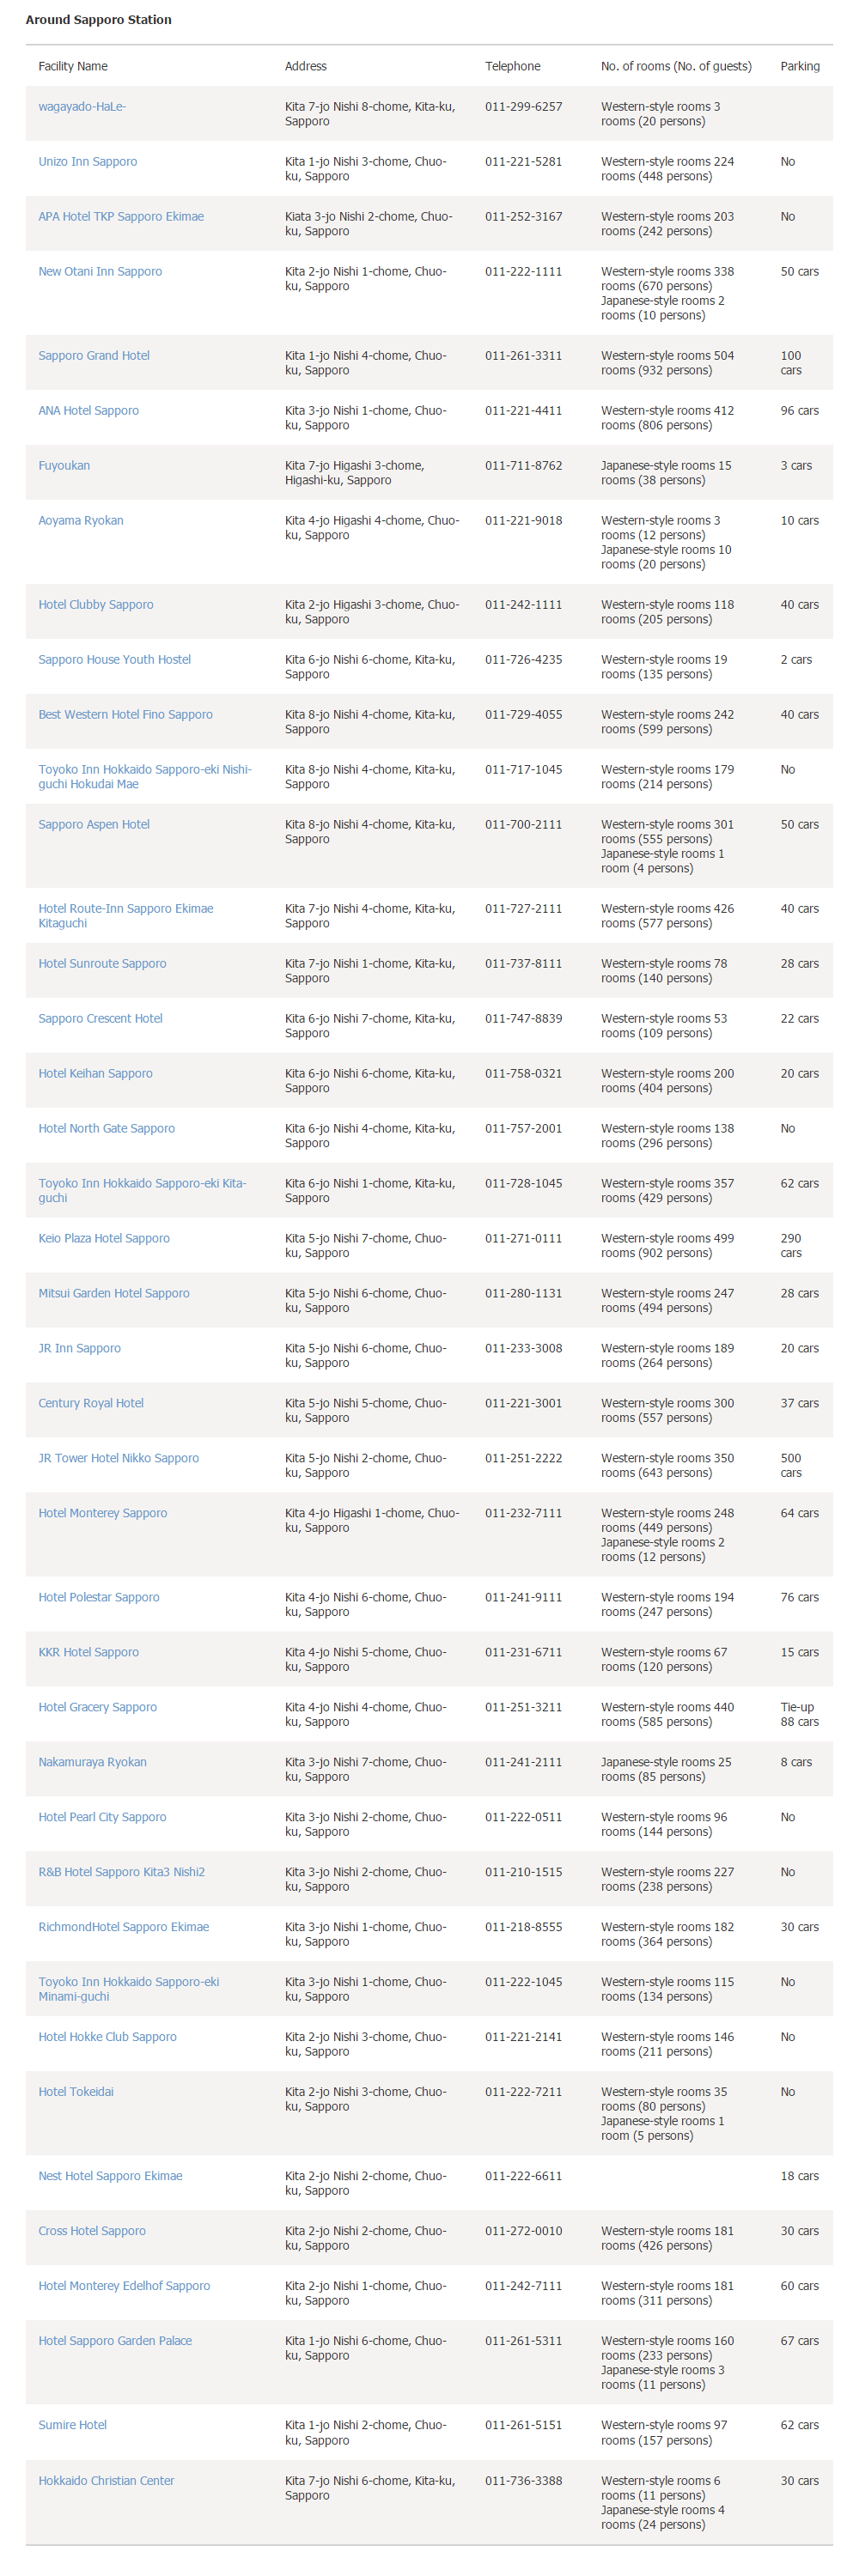 Around Sapporo Station
Facility Name Address Telephone No. of rooms (No. of guests) Parking
wagayado-HaLe- Kita 7-jo Nishi 8-chome, Kita-ku, 011-299-6257 Western-style rooms 3
Sapporo rooms (20 persons)
Unizo Inn Sapporo Kita 1-jo Nishi 3-chome, Chuo- 011-221-5281 Western-style rooms 224 No
ku, Sapporo rooms (448 persons)
APA Hotel TKP Sapporo Ekimae Kiata 3-jo Nishi 2-chome, Chuo- 011-252-3167 Western-style rooms 203 No
ku, Sapporo rooms (242 persons)
New Otani Inn Sapporo Kita 2-jo Nishi 1-chome, Chuo- 011-222-1111 Western-style rooms 338 50 cars
ku, Sapporo rooms (670 persons)
Japanese-style rooms 2
rooms (10 persons)
Sapporo Grand Hotel Kita 1-jo Nishi 4-chome, Chuo- 011-261-3311 Western-style rooms 504 100
ku, Sapporo rooms (932 persons) cars
ANA Hotel Sapporo Kita 3-jo Nishi 1-chome, Chuo- 011-221-4411 Western-style rooms 412 96 cars
ku, Sapporo rooms (806 persons)
Fuyoukan Kita 7-jo Higashi 3-chome, 011-711-8762 Japanese-style rooms 15 3 cars
Higashi-ku, Sapporo rooms (38 persons)
Aoyama Ryokan Kita 4-jo Higashi 4-chome, Chuo- 011-221-9018 Western-style rooms 3 10 cars
ku, Sapporo rooms (12 persons)
Japanese-style rooms 10
rooms (20 persons)
Hotel Clubby Sapporo Kita 2-jo Higashi 3-chome, Chuo- 011-242-1111 Western-style rooms 118 40 cars
ku, Sapporo rooms (205 persons)
Sapporo House Youth Hostel Kita 6-jo Nishi 6-chome, Kita-ku, 011-726-4235 Western-style rooms 19 2 cars
Sapporo rooms (135 persons)
Best Western Hotel Fino Sapporo Kita 8-jo Nishi 4-chome, Kita-ku, 011-729-4055 Western-style rooms 242 40 cars
Sapporo rooms (599 persons)
Toyoko Inn Hokkaido Sapporo-eki Nishi- Kita 8-jo Nishi 4-chome, Kita-ku, 011-717-1045 Western-style rooms 179 No
guchi Hokudai Mae Sapporo rooms (214 persons)
Sapporo Aspen Hotel Kita 8-jo Nishi 4-chome, Kita-ku, 011-700-2111 Western-style rooms 301 50 cars
Sapporo rooms (555 persons)
Japanese-style rooms 1
room (4 persons)
Hotel Route-Inn Sapporo Ekimae Kita 7-jo Nishi 4-chome, Kita-ku, 011-727-2111 Western-style rooms 426 40 cars
Kitaguchi Sapporo rooms (577 persons)
Hotel Sunroute Sapporo Kita 7-jo Nishi 1-chome, Kita-ku, 011-737-8111 Western-style rooms 78 28 cars
Sapporo rooms (140 persons)
Sapporo Crescent Hotel Kita 6-jo Nishi 7-chome, Kita-ku, 011-747-8839 Western-style rooms 53 22 cars
Sapporo rooms (109 persons)
Hotel Keihan Sapporo Kita 6-jo Nishi 6-chome, Kita-ku, 011-758-0321 Western-style rooms 200 20 cars
Sapporo rooms (404 persons)
Hotel North Gate Sapporo Kita 6-jo Nishi 4-chome, Kita-ku, 011-757-2001 Western-style rooms 138 No
Sapporo rooms (296 persons)
Toyoko Inn Hokkaido Sapporo-eki Kita- Kita 6-jo Nishi 1-chome, Kita-ku, 011-728-1045 Western-style rooms 357 62 cars
guchi Sapporo rooms (429 persons)
Keio Plaza Hotel Sapporo Kita 5-jo Nishi 7-chome, Chuo- 011-271-0111 Western-style rooms 499 290
ku, Sapporo rooms (902 persons) cars
Mitsui Garden Hotel Sapporo Kita 5-jo Nishi 6-chome, Chuo- 011-280-1131 Western-style rooms 247 28 cars
ku, Sapporo rooms (494 persons)
JR Inn Sapporo Kita 5-jo Nishi 6-chome, Chuo- 011-233-3008 Western-style rooms 189 20 cars
ku, Sapporo rooms (264 persons)
Century Royal Hotel Kita 5-jo Nishi 5-chome, Chuo- 011-221-3001 Western-style rooms 300 37 cars
ku, Sapporo rooms (557 persons)
JR Tower Hotel Nikko Sapporo Kita 5-jo Nishi 2-chome, Chuo- 011-251-2222 Western-style rooms 350 500
ku, Sapporo rooms (643 persons) cars
Hotel Monterey Sapporo Kita 4-jo Higashi 1-chome, Chuo- 011-232-7111 Western-style rooms 248 64 cars
ku, Sapporo rooms (449 persons)
Japanese-style rooms 2
rooms (12 persons)
Hotel Polestar Sapporo Kita 4-jo Nishi 6-chome, Chuo- 011-241-9111 Western-style rooms 194 76 cars
ku, Sapporo rooms (247 persons)
KKR Hotel Sapporo Kita 4-jo Nishi 5-chome, Chuo- 011-231-6711 Western-style rooms 67 15 cars
ku, Sapporo rooms (120 persons)
Hotel Gracery Sapporo Kita 4-jo Nishi 4-chome, Chuo- 011-251-3211 Western-style rooms 440 Tie-up
ku, Sapporo rooms (585 persons) 88 cars
Nakamuraya Ryokan Kita 3-jo Nishi 7-chome, Chuo- 011-241-2111 Japanese-style rooms 25 8 cars
ku, Sapporo rooms (85 persons)
Hotel Pearl City Sapporo Kita 3-jo Nishi 2-chome, Chuo- 011-222-0511 Western-style rooms 96 No
ku, Sapporo rooms (144 persons)
R&B Hotel Sapporo Kita3 Nishi2 Kita 3-jo Nishi 2-chome, Chuo- 011-210-1515 Western-style rooms 227 No
ku, Sapporo rooms (238 persons)
RichmondHotel Sapporo Ekimae Kita 3-jo Nishi 1-chome, Chuo- 011-218-8555 Western-style rooms 182 30 cars
ku, Sapporo rooms (364 persons)
Toyoko Inn Hokkaido Sapporo-eki Kita 3-jo Nishi 1-chome, Chuo- 011-222-1045 Western-style rooms 115 No
Minami-guchi ku, Sapporo rooms (134 persons)
Hotel Hokke Club Sapporo Kita 2-jo Nishi 3-chome, Chuo- 011-221-2141 Western-style rooms 146 No
ku, Sapporo rooms (211 persons)
Hotel Tokeidai Kita 2-jo Nishi 3-chome, Chuo- 011-222-7211 Western-style rooms 35 No
ku, Sapporo rooms (80 persons)
Japanese-style rooms 1
room (5 persons)
Nest Hotel Sapporo Ekimae Kita 2-jo Nishi 2-chome, Chuo- 011-222-6611 18 cars
ku, Sapporo
Cross Hotel Sapporo Kita 2-jo Nishi 2-chome, Chuo- 011-272-0010 Western-style rooms 181 30 cars
ku, Sapporo rooms (426 persons)
Hotel Monterey Edelhof Sapporo Kita 2-jo Nishi 1-chome, Chuo- 011-242-7111 Western-style rooms 181 60 cars
ku, Sapporo rooms (311 persons)
Hotel Sapporo Garden Palace Kita 1-jo Nishi 6-chome, Chuo- 011-261-5311 Western-style rooms 160 67 cars
ku, Sapporo rooms (233 persons)
Japanese-style rooms 3
rooms (11 persons)
Sumire Hotel Kita 1-jo Nishi 2-chome, Chuo- 011-261-5151 Western-style rooms 97 62 cars
ku, Sapporo rooms (157 persons)
Hokkaido Christian Center Kita 7-jo Nishi 6-chome, Kita-ku, 011-736-3388 Western-style rooms 6 30 cars
Sapporo rooms (11 persons)
Japanese-style rooms 4
rooms (24 persons)